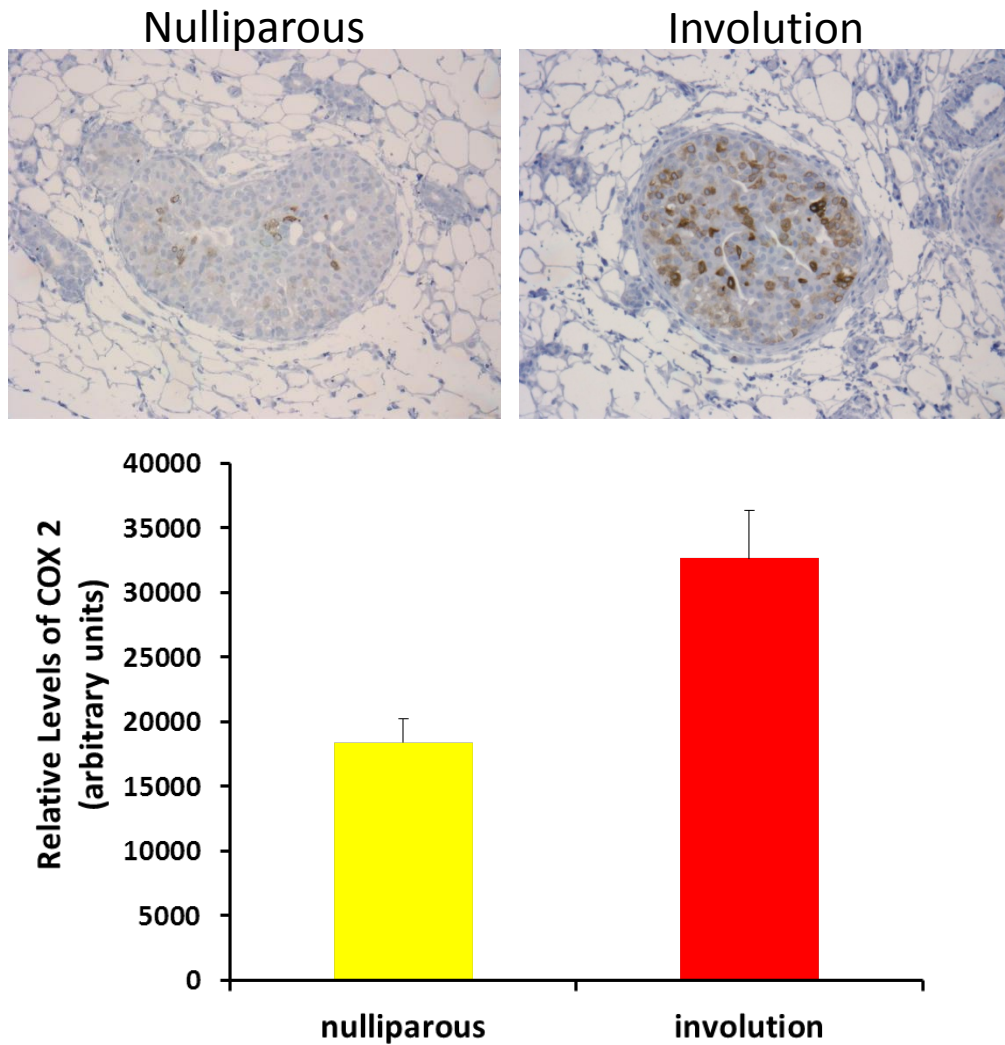 Nulliparous
Involution
Relative Levels of COX 2
(arbitrary units)
40000
35000
30000
25000
20000
15000
10000
5000
0
nulliparous
involution